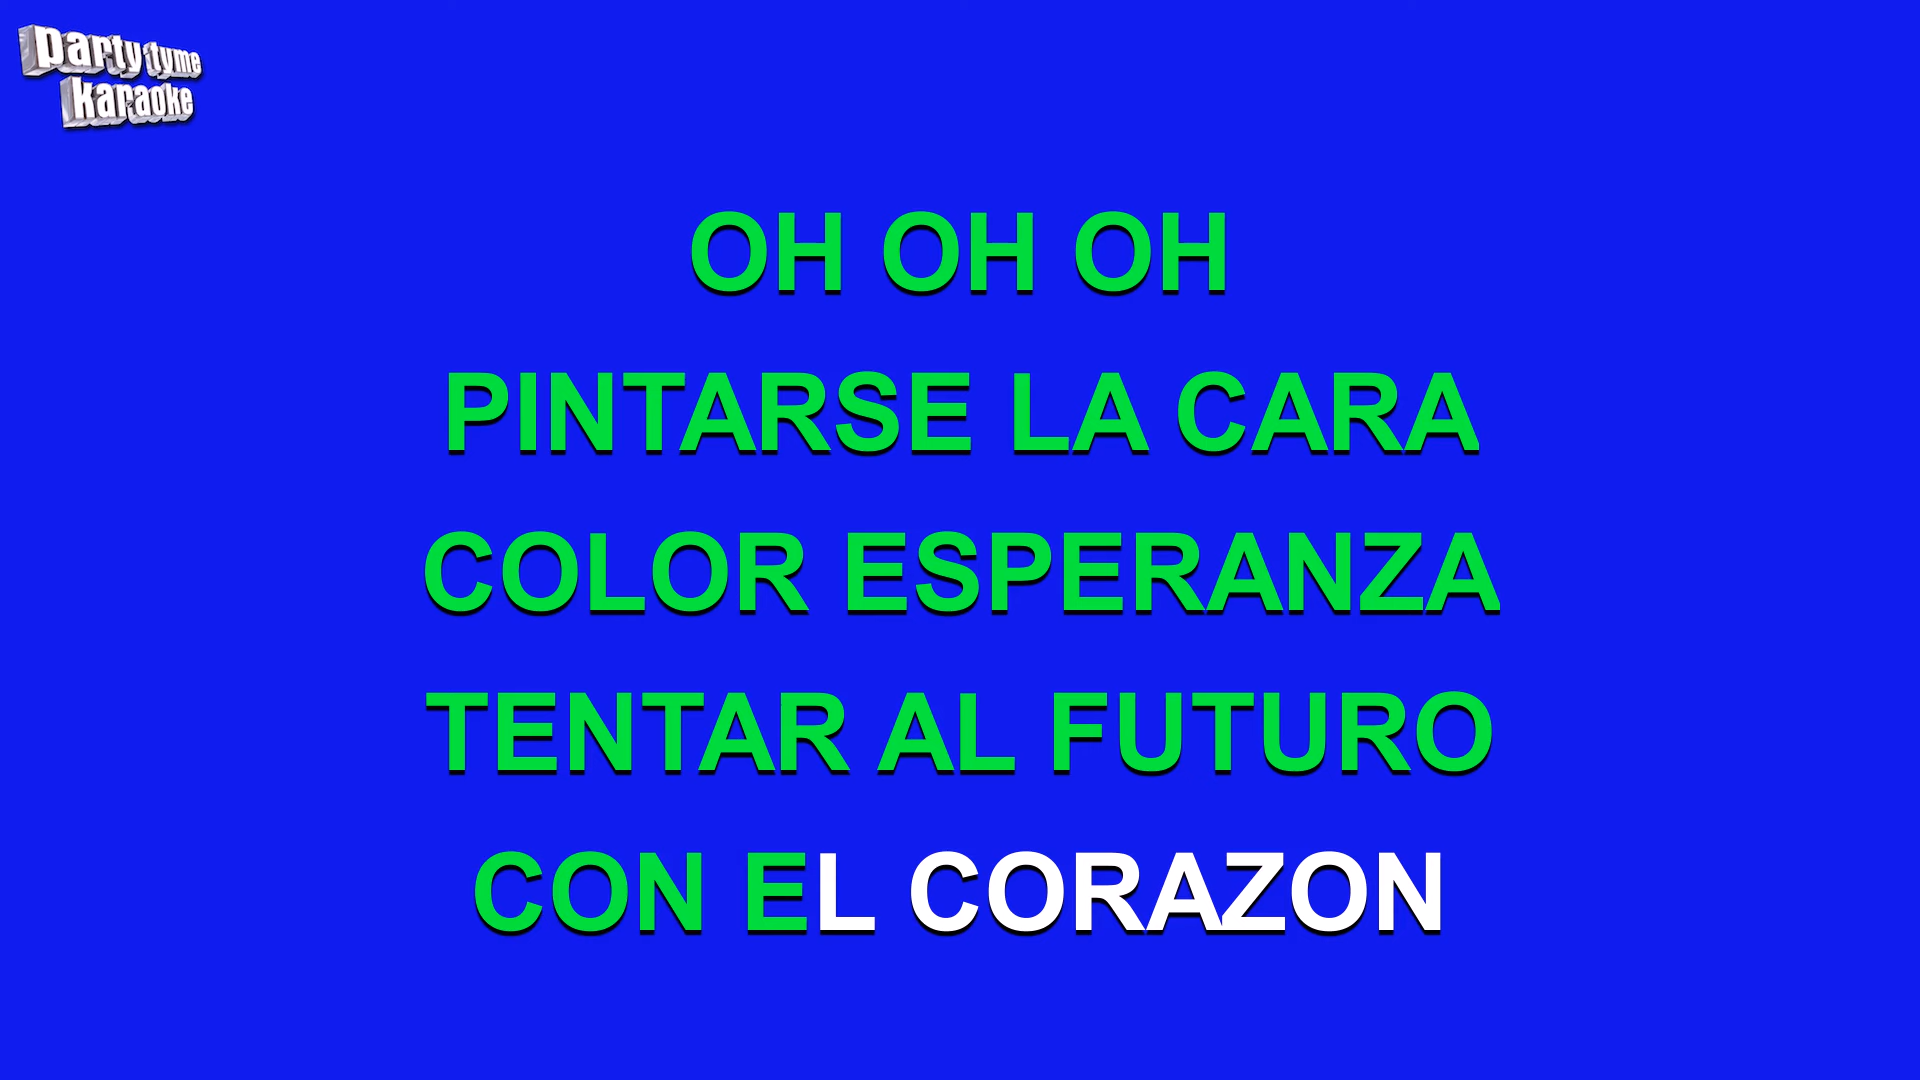 party tyme
karaoke
OH OH OH
PINTARSE LA CARA
COLOR ESPERANZA
TENTAR AL FUTURO
CON EL CORAZON